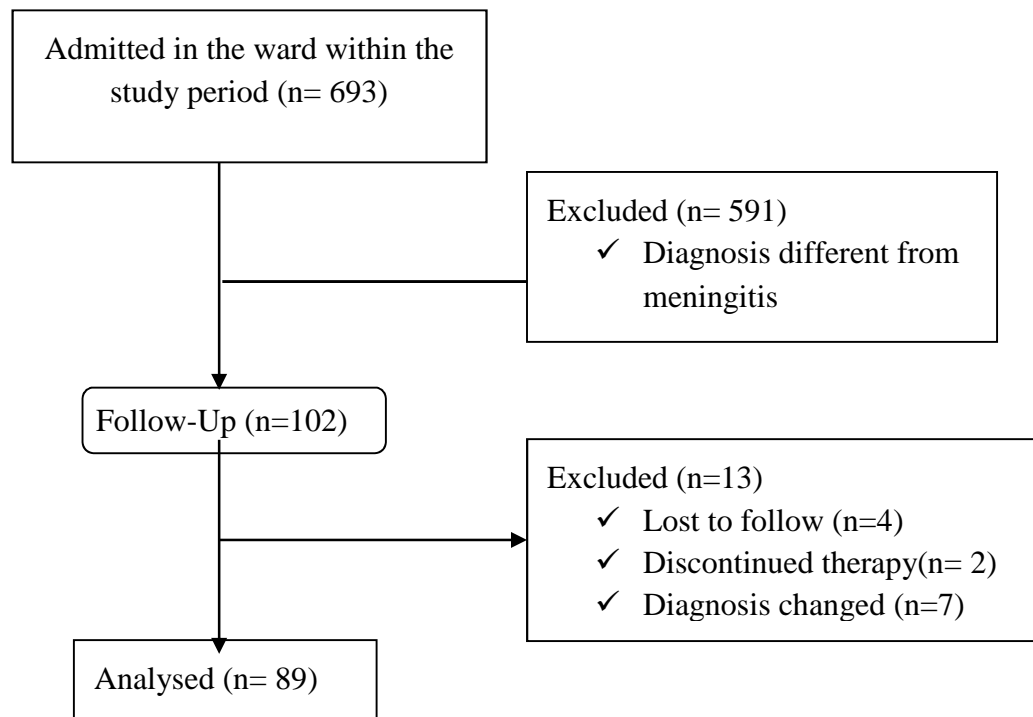 Admitted in the ward within the
study period (n= 693)
Excluded (n= 591)
✓ Diagnosis different from
meningitis
Follow-Up (n=102)
Excluded (n=13)
✓ Lost to follow (n=4)
✓ Discontinued therapy(n= 2)
✓ Diagnosis changed (n=7)
Analysed (n= 89)